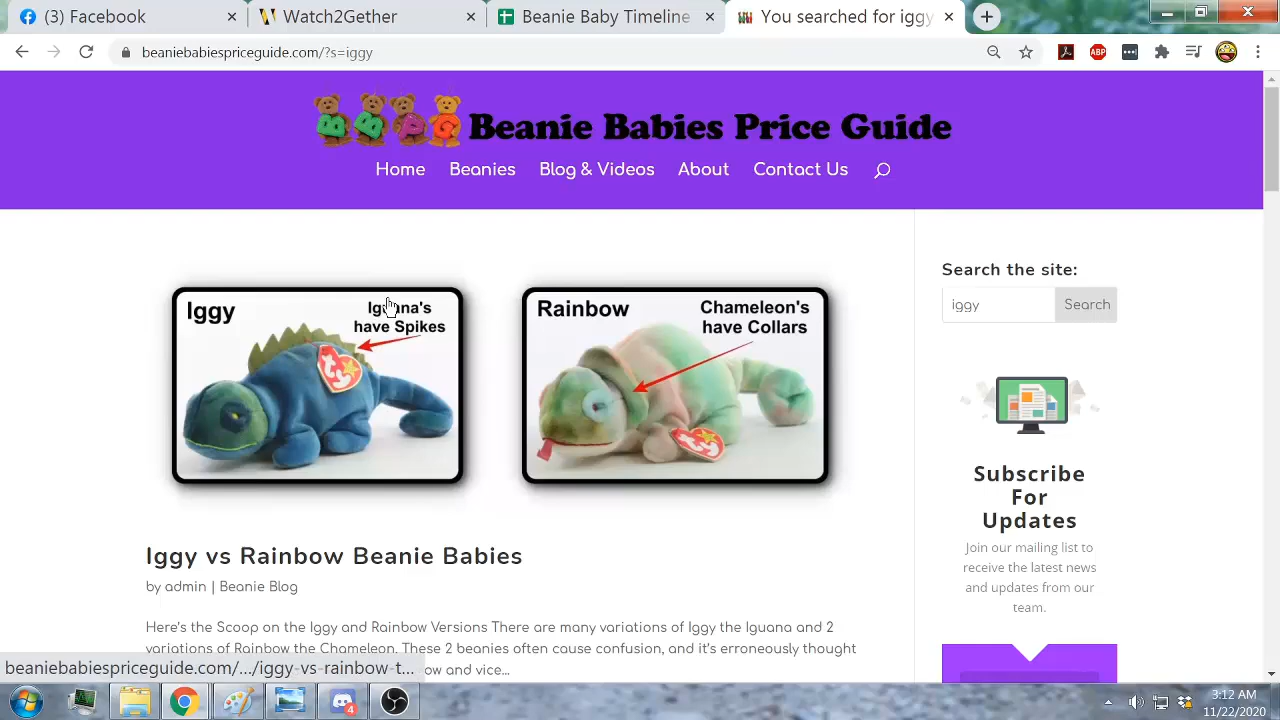 (3) Facebook
Watch2Gether
Beanie Baby Timeline
You searched for iggy
beaniebabiespriceguide.com/?s=iggy
ABP
BBPG Beanie Babies Price Guide
Home
Beanies
Blog & Videos
About
Contact Us
Iggy
Iguana's
have Spikes
ty
Rainbow
Chameleon's
have Collars
ty
Iggy vs Rainbow Beanie Babies
by admin | Beanie Blog
Here's the Scoop on the Iggy and Rainbow Versions There are many variations of Iggy the Iguana and 2
variations of Rainbow the Chameleon. These 2 beanies often cause confusion, and it's erroneously thought
ow and vice...
Search the site:
iggy
Search
Subscribe
For
Updates
Join our mailing list to
receive the latest news
and updates from our
team.
beaniebabiespriceguide.com/.../iggy-vs-rainbow-t...
4
3:12 AM
11/22/2020